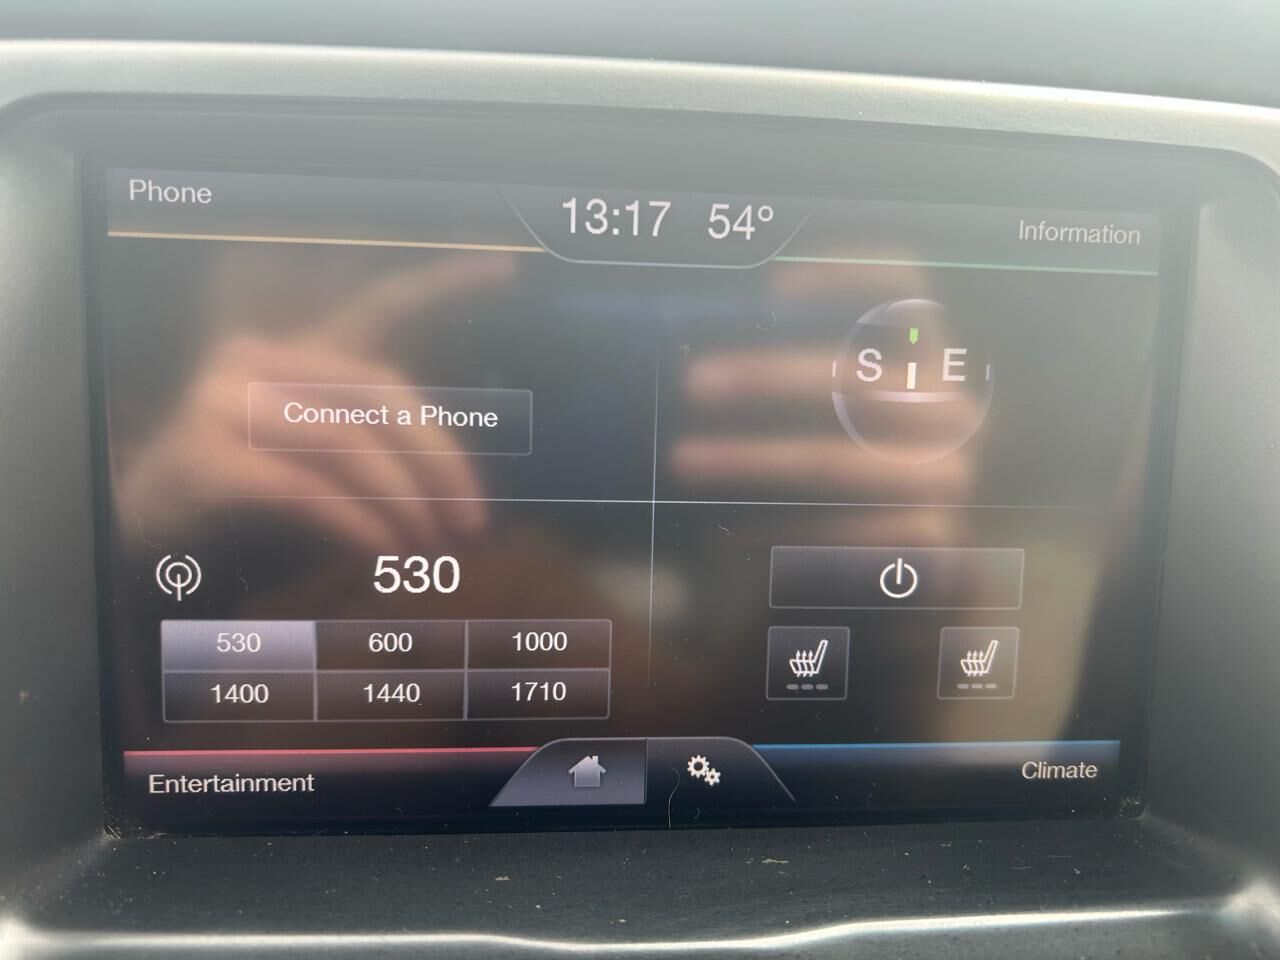 Phone
13:17 54°
Information
S E
Connect a Phone
530
530 600 1000
1400 1440 1710
Entertainment
Climate